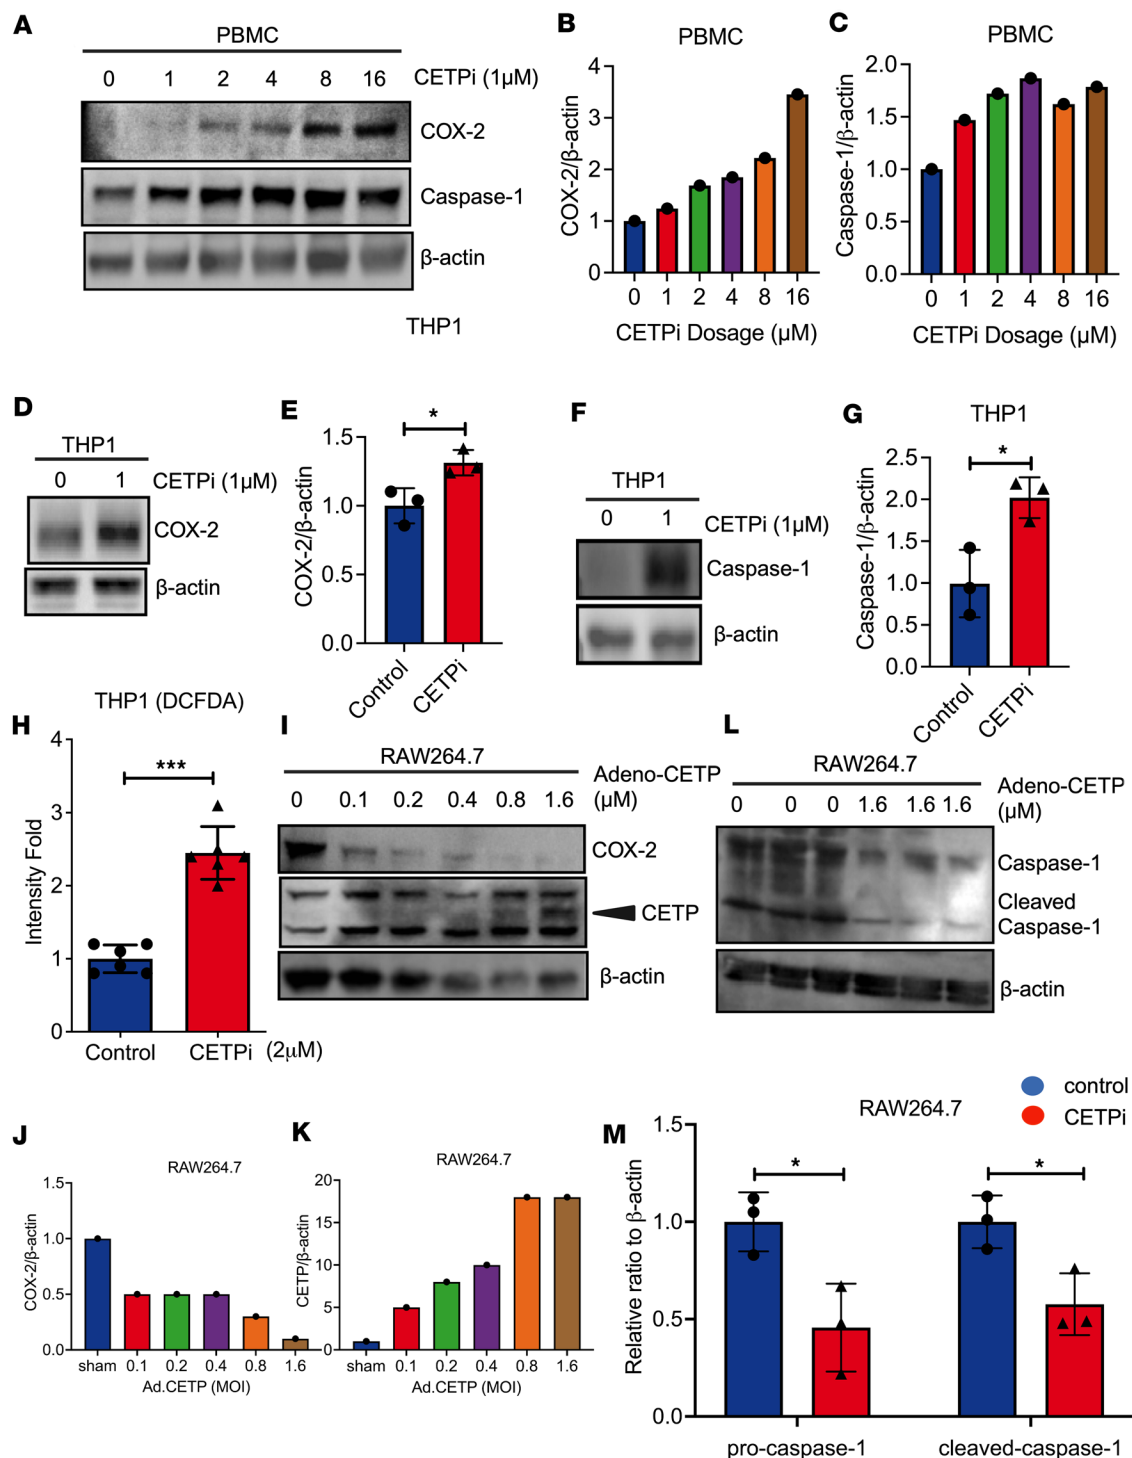 A
PBMC
0 1 2 4 8 16 CETPi (1µM)
COX-2
Caspase-1
β-actin
THP1
B
PBMC
COX-2/β-actin
4
3
2
1
0
0 1 2 4 8 16
CETPi Dosage (µM)
C
PBMC
Caspase-1/β-actin
2.0
1.5
1.0
0.5
0.0
0 1 2 4 8 16
CETPi Dosage (µM)
D
THP1
0 1 CETPi (1µM)
COX-2
β-actin
E
COX-2/β-actin
1.5
1.0
0.5
0.0
*
Control CETPi
F
THP1
0 1 CETPi (1µM)
Caspase-1
β-actin
G
THP1
Caspase-1/β-actin
2.5
2.0
1.5
1.0
0.5
0.0
*
Control CETPi
H
THP1 (DCFDA)
Intensity Fold
4
3
2
1
0
***
Control CETPi (2µM)
I
RAW264.7
Adeno-CETP
(µM)
0 0.1 0.2 0.4 0.8 1.6
COX-2
CETP
β-actin
L
RAW264.7
Adeno-CETP
(µM)
0 0 0 1.6 1.6 1.6
Caspase-1
Cleaved
Caspase-1
β-actin
J
RAW264.7
COX-2/β-actin
1.5
1.0
0.5
0.0
sham 0.1 0.2 0.4 0.8 1.6
Ad.CETP (MOI)
K
RAW264.7
CETP/β-actin
20
15
10
5
0
sham 0.1 0.2 0.4 0.8 1.6
Ad.CETP (MOI)
M
RAW264.7
control
CETPi
Relative ratio to β-actin
1.5
1.0
0.5
0.0
* *
pro-caspase-1 cleaved-caspase-1